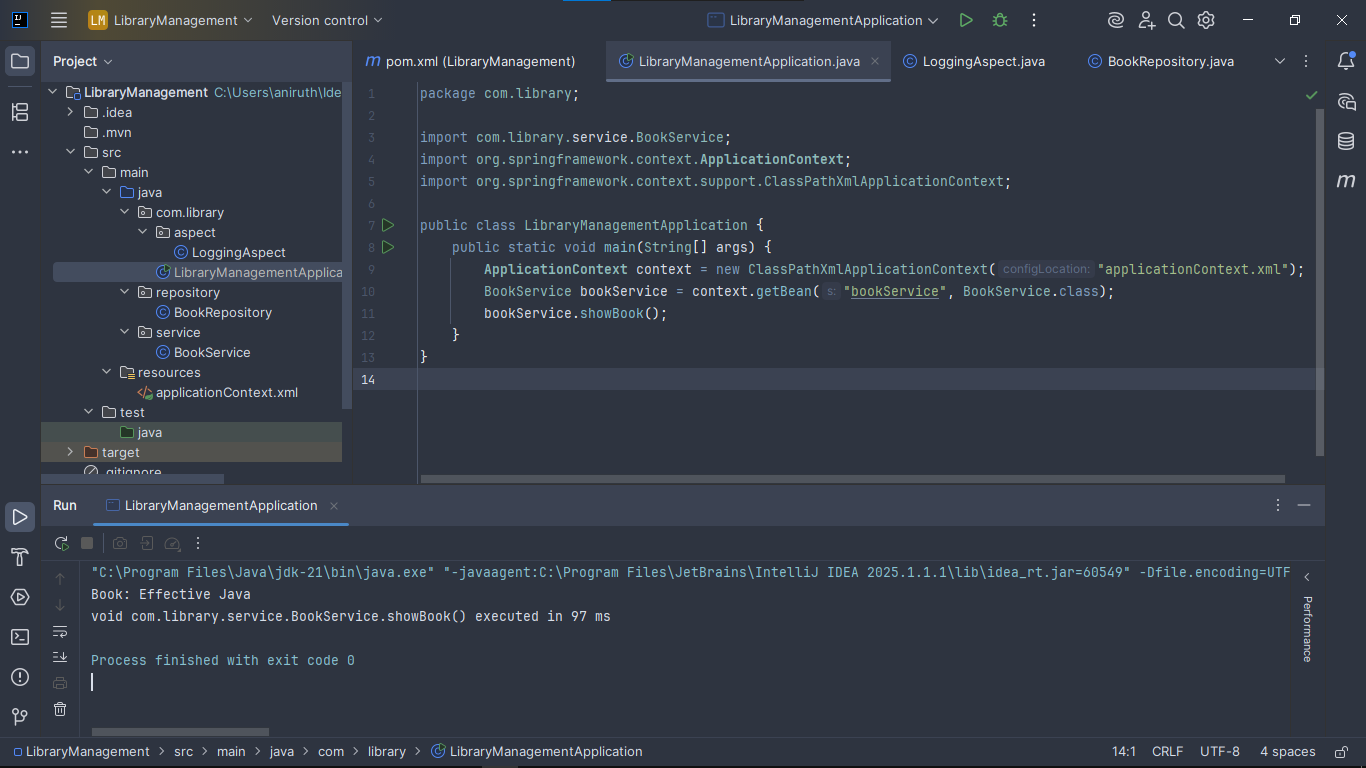 LM LibraryManagement Version control LibraryManagementApplication
Project
pom.xml (LibraryManagement) LibraryManagementApplication.java LoggingAspect.java BookRepository.java
LibraryManagement C:\Users\aniruth\Ide
.idea
.mvn
src
main
java
com.library
aspect
LoggingAspect
LibraryManagementApplica
repository
BookRepository
service
BookService
resources
applicationContext.xml
test
java
target
.gitignore
1 package com.library;
2
3 import com.library.service.BookService;
4 import org.springframework.context.ApplicationContext;
5 import org.springframework.context.support.ClassPathXmlApplicationContext;
6
7 public class LibraryManagementApplication {
8 public static void main(String[] args) {
9 ApplicationContext context = new ClassPathXmlApplicationContext( configLocation: "applicationContext.xml");
10 BookService bookService = context.getBean( s: "bookService", BookService.class);
11 bookService.showBook();
12 }
13 }
14
Run LibraryManagementApplication
"C:\Program Files\Java\jdk-21\bin\java.exe" "-javaagent:C:\Program Files\JetBrains\IntelliJ IDEA 2025.1.1.1\lib\idea_rt.jar=60549" -Dfile.encoding=UTF
Book: Effective Java
void com.library.service.BookService.showBook() executed in 97 ms
Process finished with exit code 0
Performance
LibraryManagement > src > main > java > com > library > LibraryManagementApplication 14:1 CRLF UTF-8 4 spaces